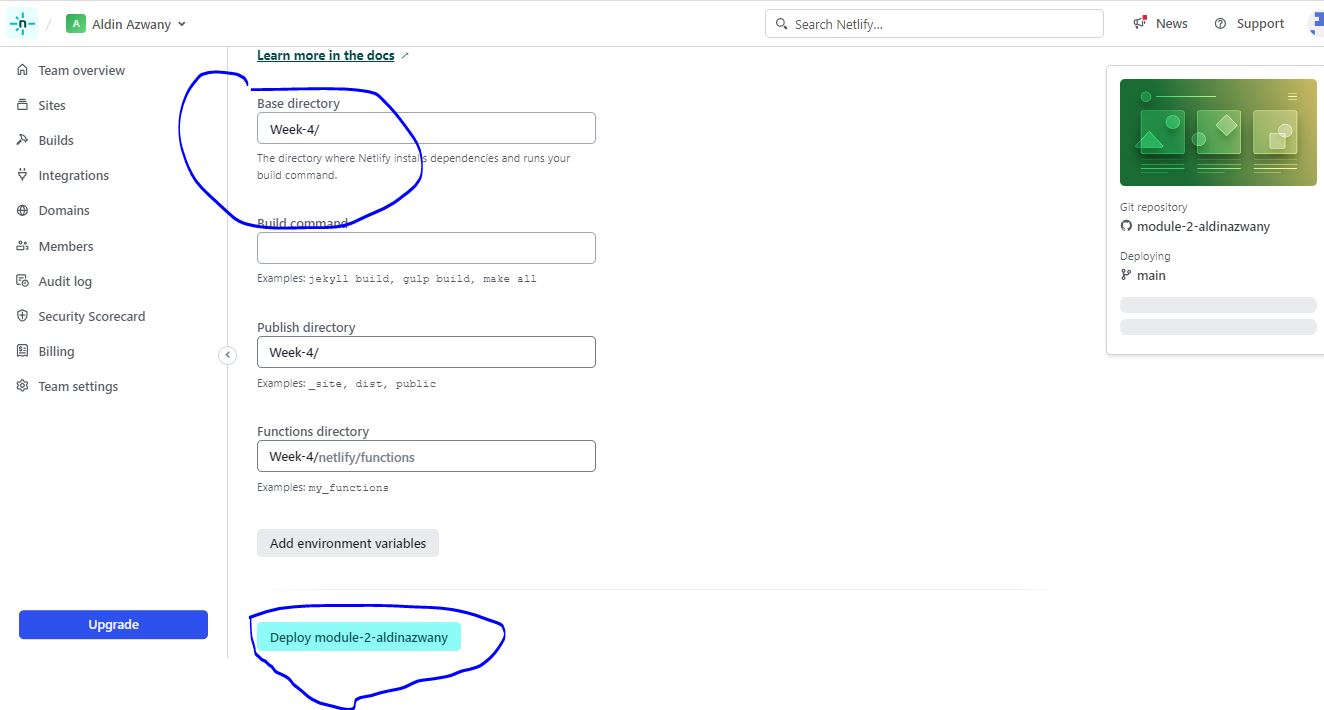 n / A Aldin Azwany
Search Netlify...
News
Support
Team overview
Sites
Builds
Integrations
Domains
Members
Audit log
Security Scorecard
Billing
Team settings
Upgrade
Learn more in the docs
Base directory
Week-4/
The directory where Netlify installs dependencies and runs your
build command.
Build command
Examples: jekyll build, gulp build, make all
Publish directory
Week-4/
Examples: _site, dist, public
Functions directory
Week-4/netlify/functions
Examples: my_functions
Add environment variables
Deploy module-2-aldinazwany
Git repository
module-2-aldinazwany
Deploying
main